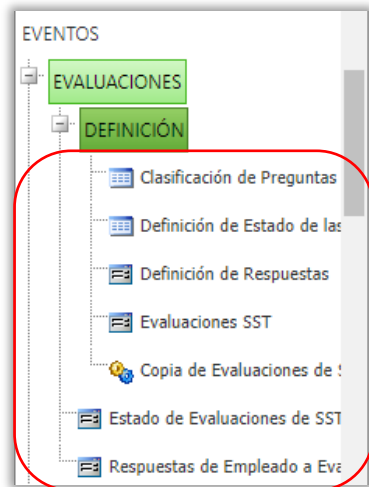 EVENTOS
EVALUACIONES
DEFINICIÓN
Clasificación de Preguntas
Definición de Estado de las
Definición de Respuestas
Evaluaciones SST
Copia de Evaluaciones de
Estado de Evaluaciones de SST
Respuestas de Empleado a Eva